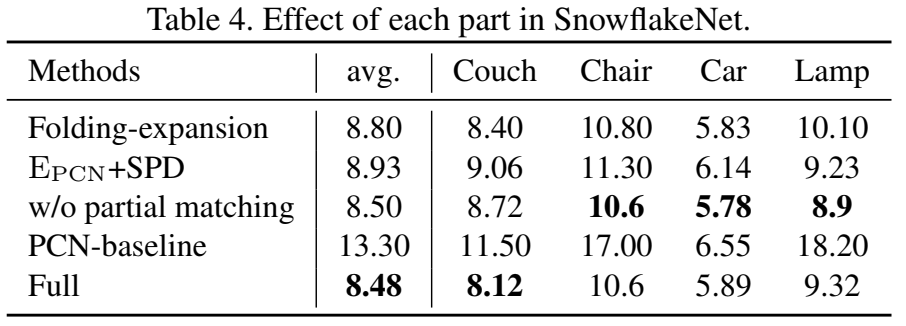 Table 4. Effect of each part in SnowflakeNet.
Methods avg. Couch Chair Car Lamp
Folding-expansion 8.80 8.40 10.80 5.83 10.10
EPCN+SPD 8.93 9.06 11.30 6.14 9.23
w/o partial matching 8.50 8.72 10.6 5.78 8.9
PCN-baseline 13.30 11.50 17.00 6.55 18.20
Full 8.48 8.12 10.6 5.89 9.32